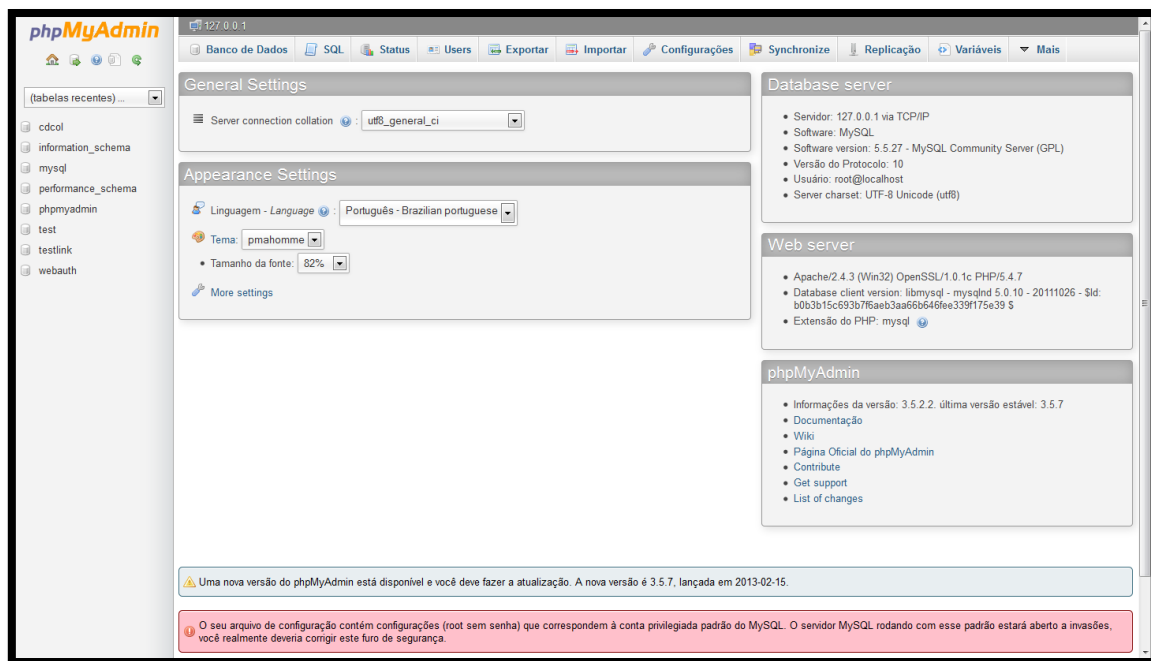 phpMyAdmin
(tabelas recentes) ...
cdcol
information_schema
mysql
performance_schema
phpmyadmin
test
testlink
webauth
127.0.0.1
Banco de Dados SQL Status Users Exportar Importar Configurações Synchronize Replicação Variáveis Mais
General Settings
Server connection collation : utf8_general_ci
Appearance Settings
Linguagem - Language : Português - Brazilian portuguese
Tema: pmahomme
• Tamanho da fonte: 82%
More settings
Database server
• Servidor: 127.0.0.1 via TCP/IP
• Software: MySQL
• Software version: 5.5.27 - MySQL Community Server (GPL)
• Versão do Protocolo: 10
• Usuário: root@localhost
• Server charset: UTF-8 Unicode (utf8)
Web server
• Apache/2.4.3 (Win32) OpenSSL/1.0.1c PHP/5.4.7
• Database client version: libmysql - mysqlnd 5.0.10 - 20111026 - $Id:
b0b3b15c693b7f6aeb3aa66b646fee339f175e39 $
• Extensão do PHP: mysql
phpMyAdmin
• Informações da versão: 3.5.2.2. última versão estável: 3.5.7
• Documentação
• Wiki
• Página Oficial do phpMyAdmin
• Contribute
• Get support
• List of changes
Uma nova versão do phpMyAdmin está disponível e você deve fazer a atualização. A nova versão é 3.5.7, lançada em 2013-02-15.
O seu arquivo de configuração contém configurações (root sem senha) que correspondem à conta privilegiada padrão do MySQL. O servidor MySQL rodando com esse padrão estará aberto a invasões,
você realmente deveria corrigir este furo de segurança.